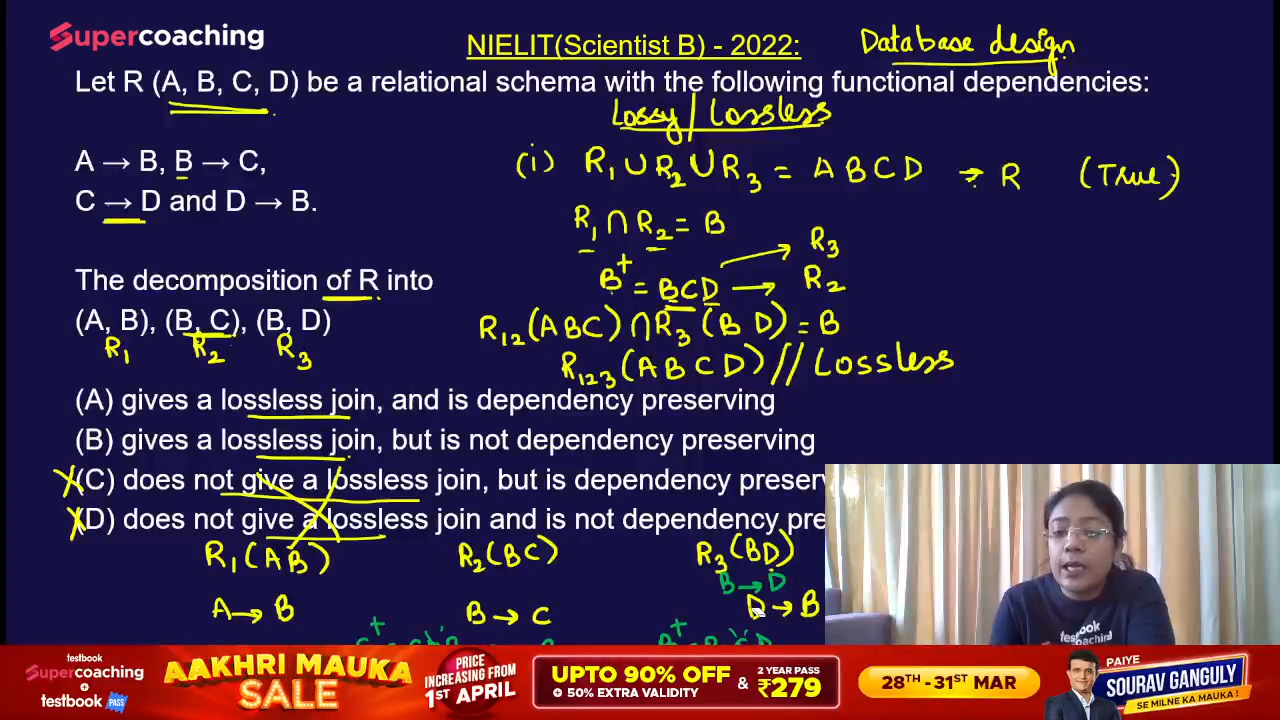 Supercoaching
NIELIT(Scientist B) - 2022:
Database design
Let R (A, B, C, D) be a relational schema with the following functional dependencies:
Lossy / Lossless
A → B, B → C,
(i) R1 ∪ R2 ∪ R3 = A B C D → R (True)
C → D and D → B.
R1 ∩ R2 = B
B+ = BCD → R3
→ R2
The decomposition of R into
(A, B), (B, C), (B, D)
R1 R2 R3
R12 (ABC) ∩ R3 (B D) = B
R123 (A B C D) // Lossless
(A) gives a lossless join, and is dependency preserving
(B) gives a lossless join, but is not dependency preserving
X (C) does not give a lossless join, but is dependency preserv
X (D) does not give a lossless join and is not dependency pre
R1 (AB) R2 (BC) R3 (BD)
B → D
A → B B → C D → B
testbook
Supercoaching
+
testbook PASS
AAKHRI MAUKA
SALE
PRICE
INCREASING FROM
1ST APRIL
UPTO 90% OFF
+ 50% EXTRA VALIDITY
&
2 YEAR PASS
₹279
28TH -31ST MAR
PAIYE
SOURAV GANGULY
SE MILNE KA MAUKA !